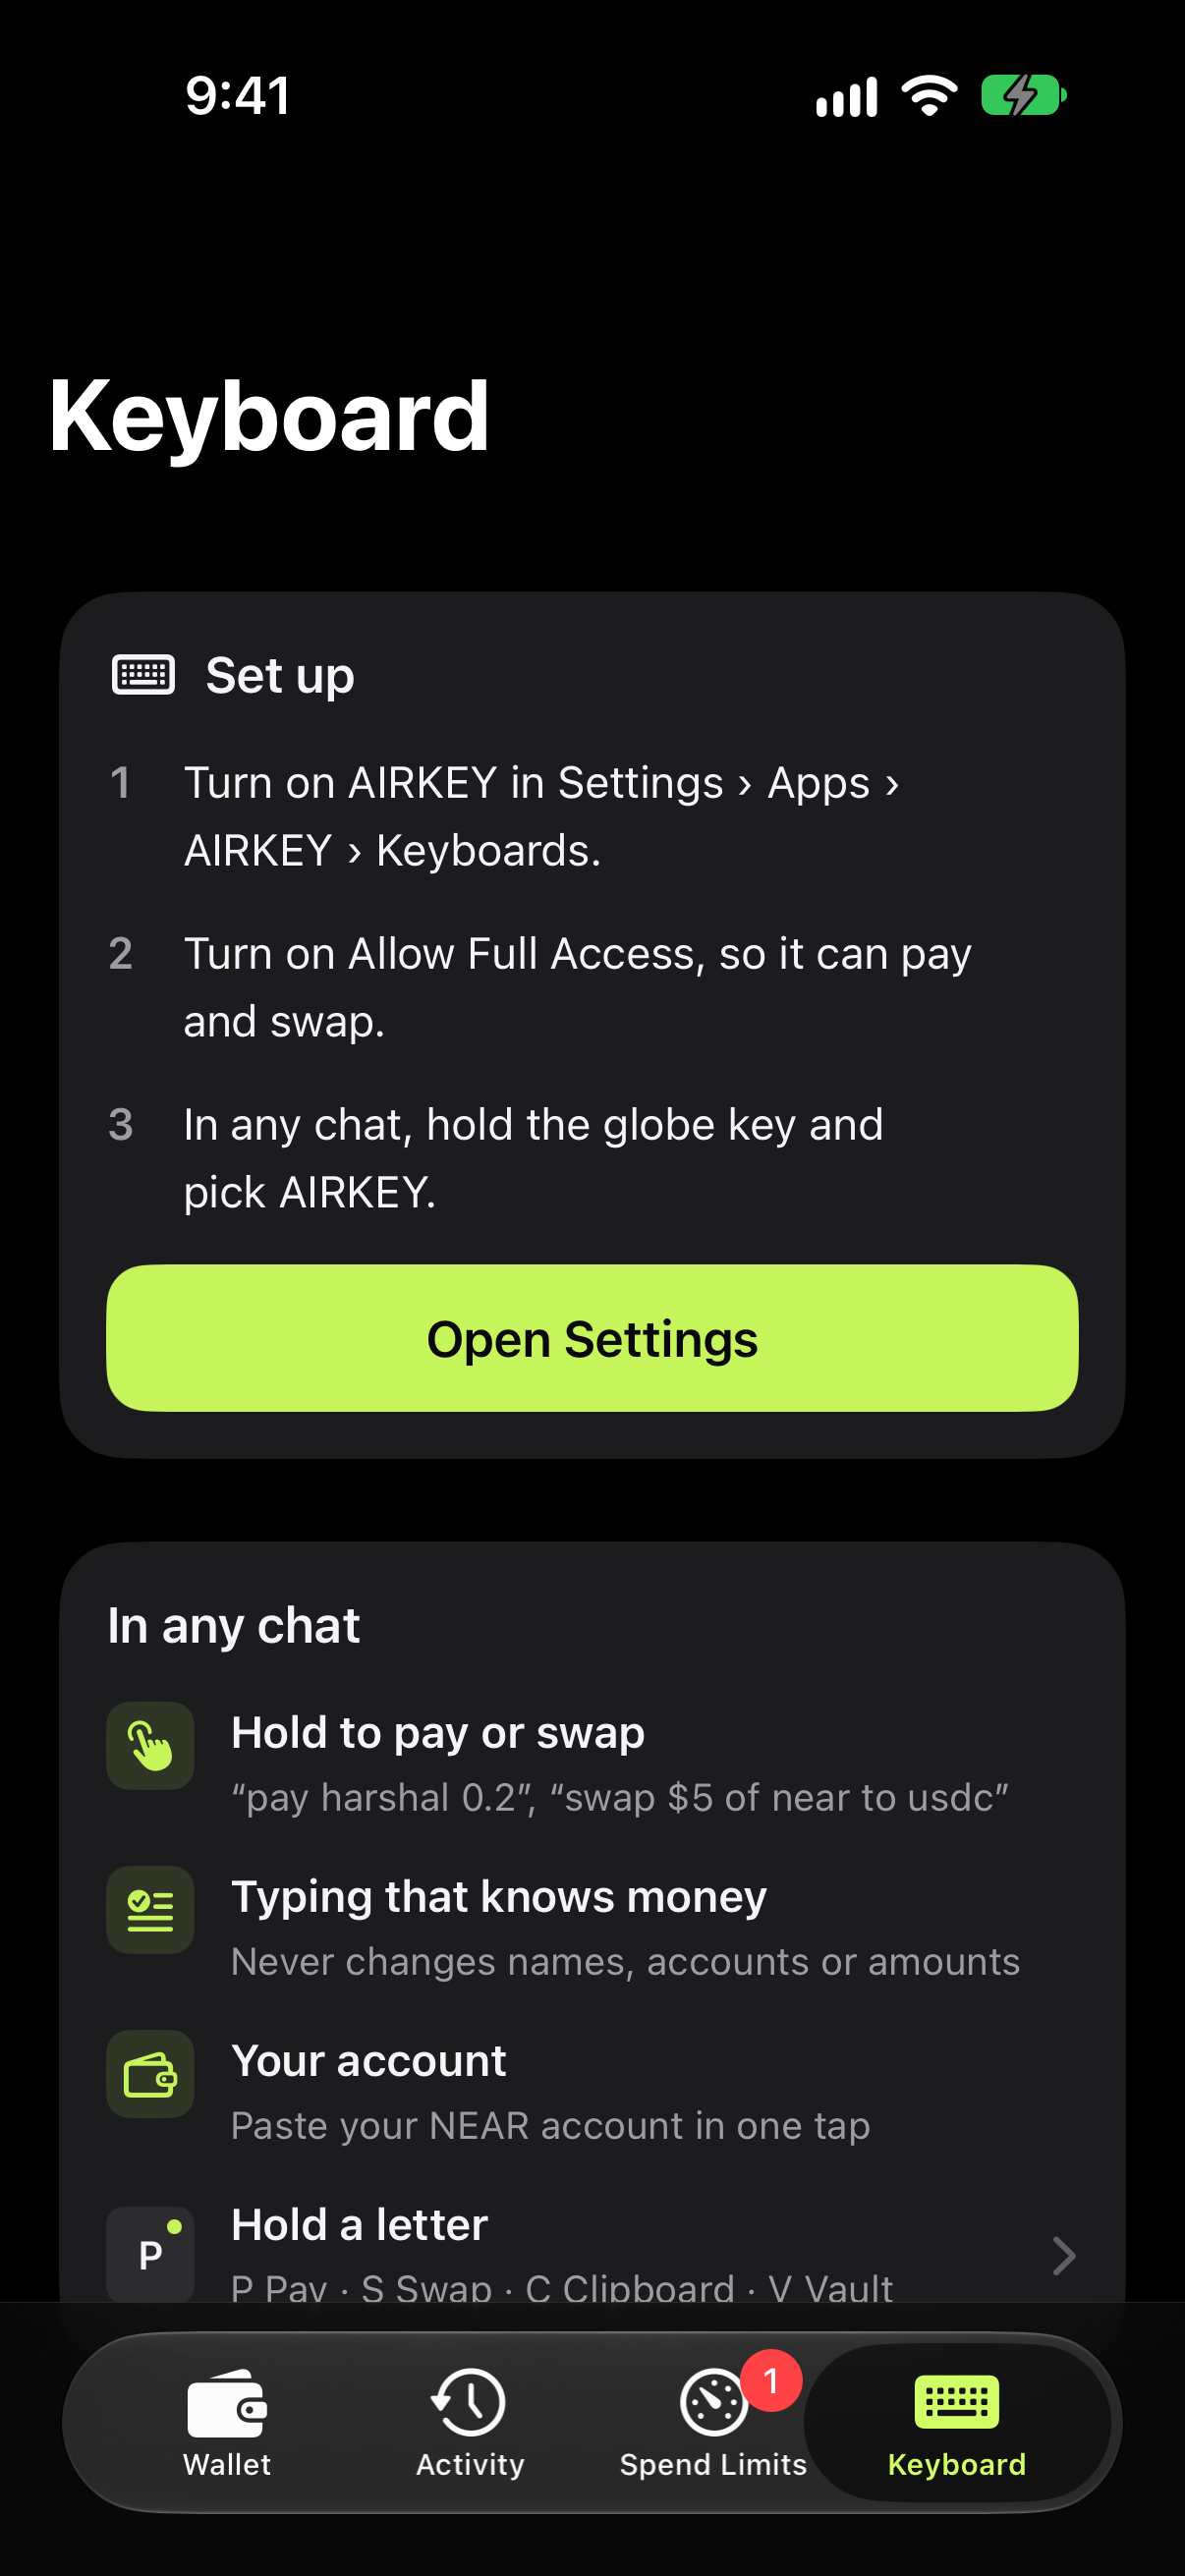 9:41
Keyboard
Set up
1 Turn on AIRKEY in Settings › Apps ›
AIRKEY › Keyboards.
2 Turn on Allow Full Access, so it can pay
and swap.
3 In any chat, hold the globe key and
pick AIRKEY.
Open Settings
In any chat
Hold to pay or swap
“pay harshal 0.2”, “swap $5 of near to usdc”
Typing that knows money
Never changes names, accounts or amounts
Your account
Paste your NEAR account in one tap
P
Hold a letter
P Pay · S Swap · C Clipboard · V Vault
1
Wallet Activity Spend Limits Keyboard